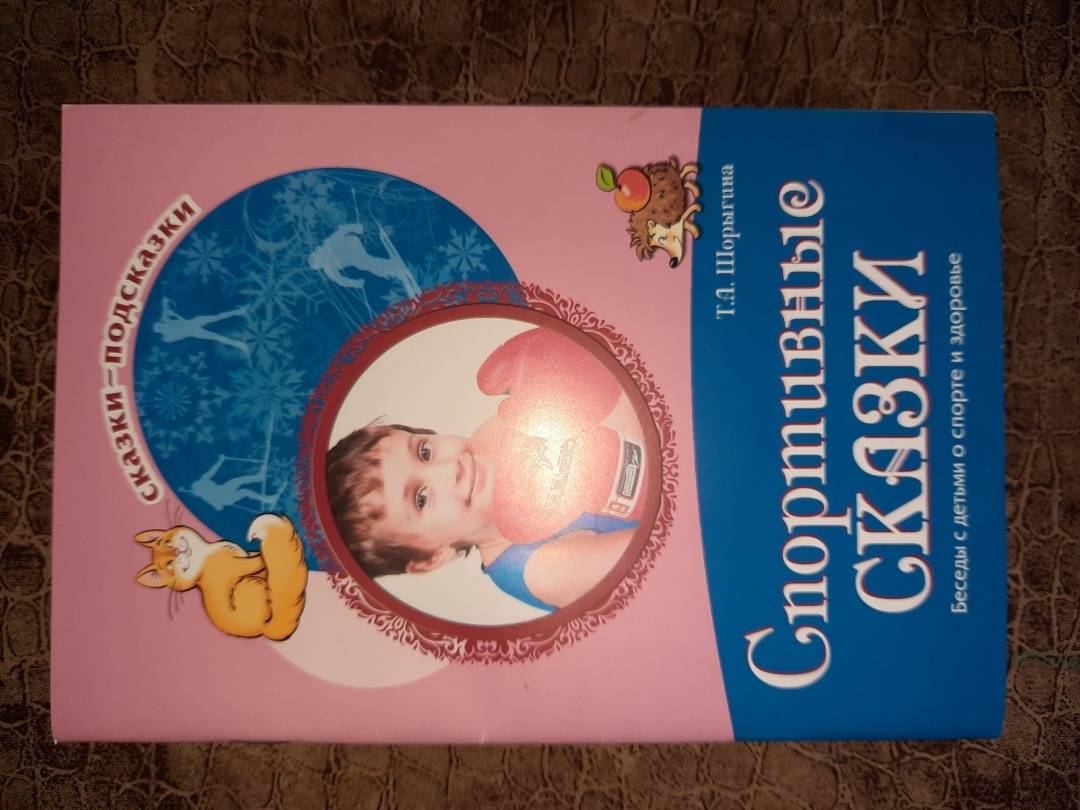 сказки-подсказки
Т.А. Шорыгина
Спортивные
СКАЗКИ
Беседы с детьми о спорте и здоровье